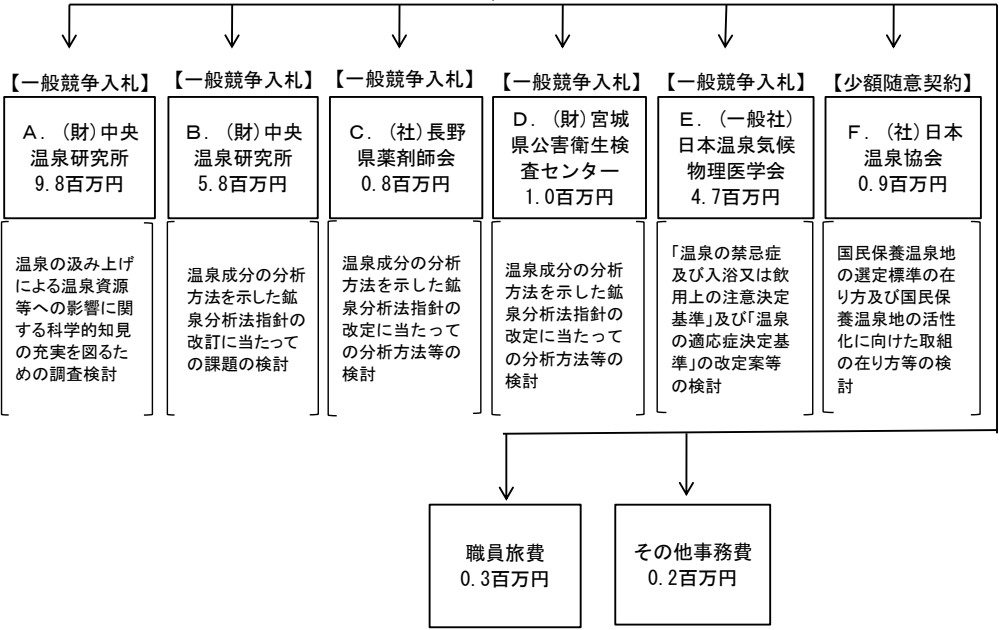 【一般競争入札】
【一般競争入札】
【一般競争入札】
【一般競争入札】
【一般競争入札】
【少額随意契約】
A．（財）中央
温泉研究所
9.8百万円
B．（財）中央
温泉研究所
5.8百万円
C．（社）長野
県薬剤師会
0.8百万円
D．（財）宮城
県公害衛生検
査センター
1.0百万円
E．（一般社）
日本温泉気候
物理医学会
4.7百万円
F．（社）日本
温泉協会
0.9百万円
温泉の汲み上げ
による温泉資源
等への影響に関
する科学的知見
の充実を図るた
めの調査検討
温泉成分の分析
方法を示した鉱
泉分析法指針の
改訂に当たって
の課題の検討
温泉成分の分析
方法を示した鉱
泉分析法指針の
改定に当たって
の分析方法等の
検討
温泉成分の分析
方法を示した鉱
泉分析法指針の
改定に当たって
の分析方法等の
検討
「温泉の禁忌症
及び入浴又は飲
用上の注意決定
基準」及び「温泉
の適応症決定基
準」の改定案等
の検討
国民保養温泉地
の選定標準の在
り方及び国民保
養温泉地の活性
化に向けた取組
の在り方等の検
討
職員旅費
0.3百万円
その他事務費
0.2百万円